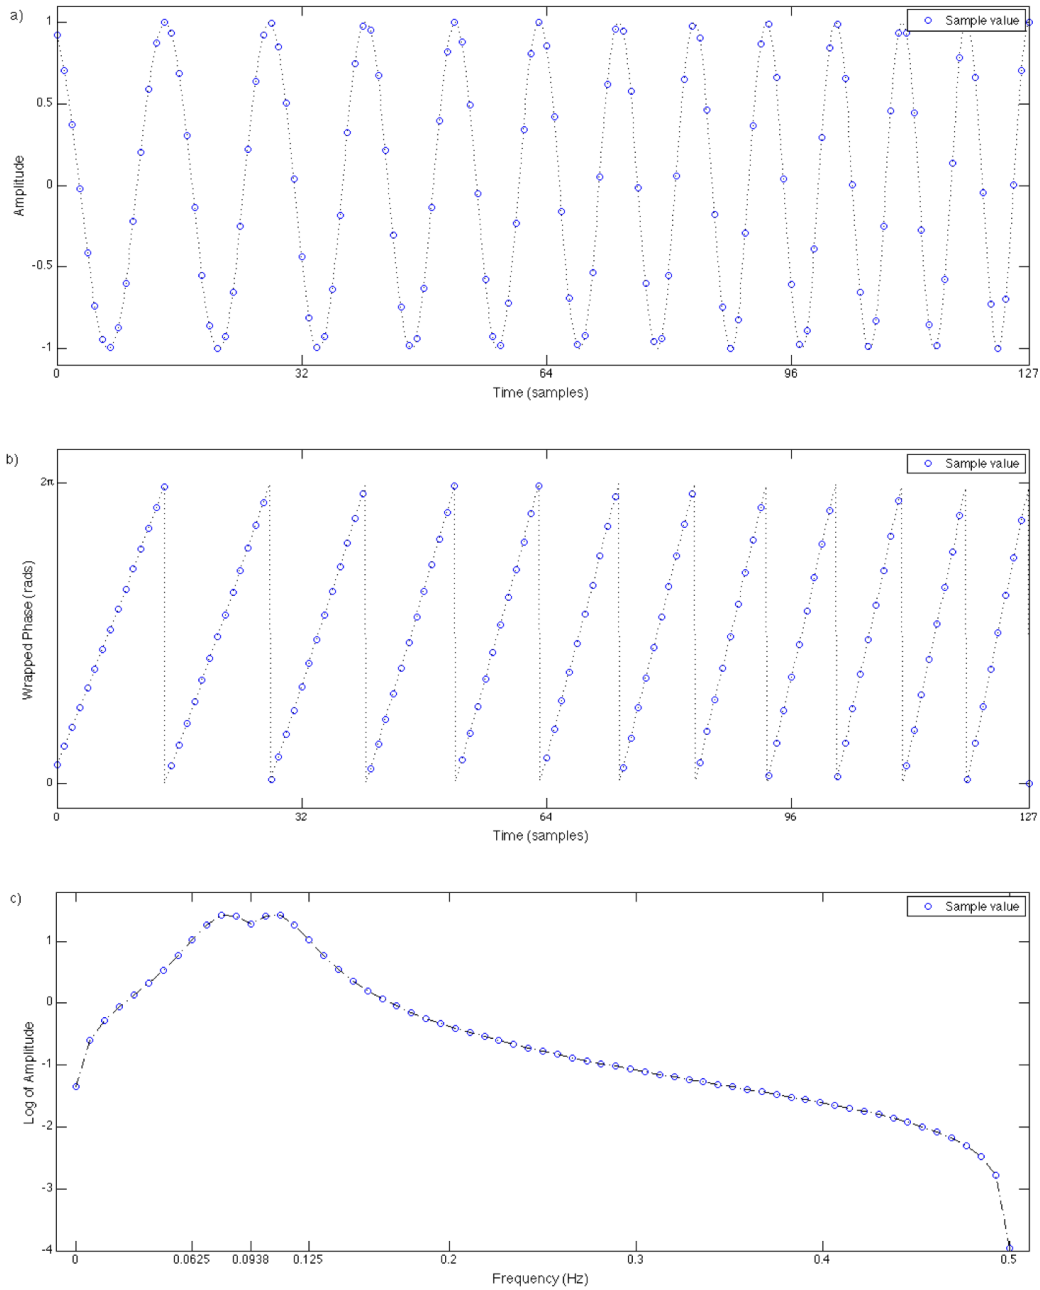 a)
Sample value
1
0.5
0
-0.5
-1
Amplitude
0 32 64 96 127
Time (samples)
b)
Sample value
2π
0
Wrapped Phase (rads)
0 32 64 96 127
Time (samples)
c)
Sample value
1
0
-1
-2
-3
-4
Log of Amplitude
0 0.0625 0.0938 0.125 0.2 0.3 0.4 0.5
Frequency (Hz)